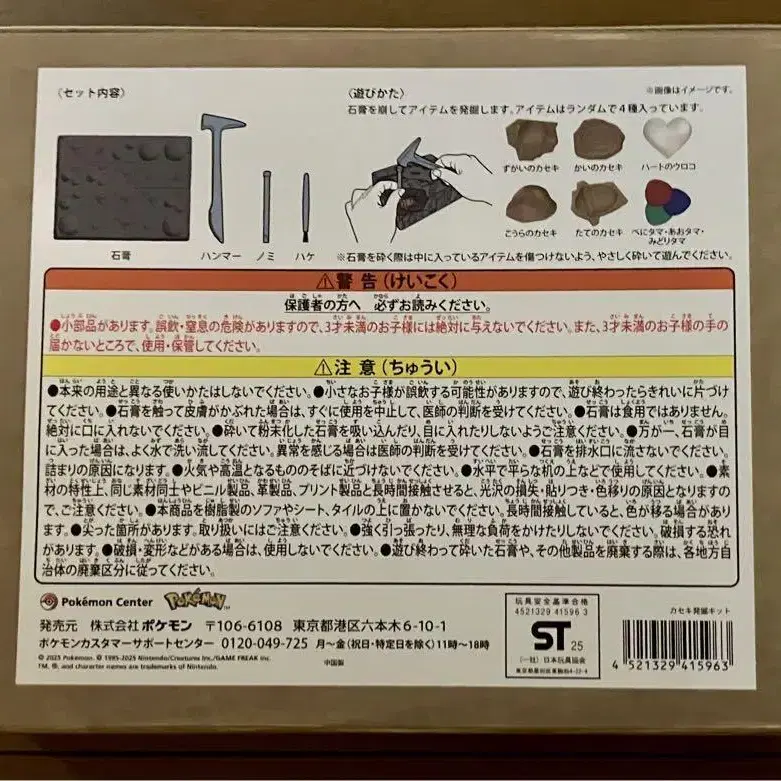 〈セット内容〉
石膏
ハンマー
ノミ
ハケ
〈遊びかた〉
※画像はイメージです。
石膏を崩してアイテムを発掘します。アイテムはランダムで4種入っています。
ずがいのカセキ
かいのカセキ
ハートのウロコ
こうらのカセキ
たてのカセキ
べにタマ・あおタマ・
みどりタマ
※石膏を砕く際は中に入っているアイテムを傷つけないよう、やさしく砕いて遊んでください。
⚠警告(けいこく)
保護者の方へ 必ずお読みください。
●小部品があります。誤飲・窒息の危険がありますので、3才未満のお子様には絶対に与えないでください。また、3才未満のお子様の手の
届かないところで、使用・保管してください。
⚠注意(ちゅうい)
●本来の用途と異なる使いかたはしないでください。●小さなお子様が誤飲する可能性がありますので、遊び終わったらきれいに片づけ
てください。●石膏を触って皮膚がかぶれた場合は、すぐに使用を中止して、医師の判断を受けてください。●石膏は食用ではありません。
絶対に口に入れないでください。●砕いて粉末化した石膏を吸い込んだり、目に入れたりしないようご注意ください。●万が一、石膏が目
に入った場合は、よく水で洗い流してください。異常を感じる場合は医師の判断を受けてください。●石膏を排水口に流さないでください。
詰まりの原因になります。●火気や高温となるもののそばに近づけないでください。●水平で平らな机の上などで使用してください。●素
材の特性上、同じ素材同士やビニル製品、革製品、プリント製品と長時間接触させると、光沢の損失・貼りつき・色移りの原因となりますの
で、ご注意ください。●本商品を樹脂製のソファやシート、タイルの上に置かないでください。長時間接触していると、色が移る場合があり
ます。●尖った箇所があります。取り扱いにはご注意ください。●強く引っ張ったり、無理な負荷をかけたりしないでください。破損する恐れ
があります。●破損・変形などがある場合は、使用しないでください。●遊び終わって砕いた石膏や、その他製品を廃棄する際は、各地方自
治体の廃棄区分に従ってください。
Pokémon Center POKéMON
発売元 株式会社ポケモン 〒106-6108 東京都港区六本木6-10-1
ポケモンカスタマーサポートセンター 0120-049-725 月~金(祝日・特定日を除く)11時~18時
© 2025 Pokémon. © 1995-2025 Nintendo/Creatures Inc./GAME FREAK inc.
TM, ®, and character names are trademarks of Nintendo.
中国製
玩具安全基準合格
4521329 41596 3
ST 25
(一社)日本玩具協会
東京都墨田区東駒形4-22-4
カセキ発掘キット
4 521329 415963